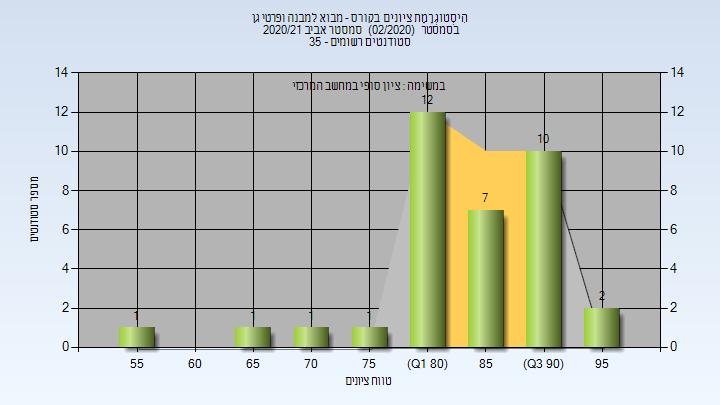 היסטוגרמת ציונים בקורס - מבוא למבנה ופרטי גן
בסמסטר (02/2020) סמסטר אביב 2020/21
סטודנטים רשומים - 35
במשימה : ציון סופי במחשב המרכזי
מספר סטודנטים
14 14
12 12
10 10
8 8
6 6
4 4
2 2
0 0
1 1 1 1 12 7 10 2
55 60 65 70 75 (Q1 80) 85 (Q3 90) 95
טווח ציונים